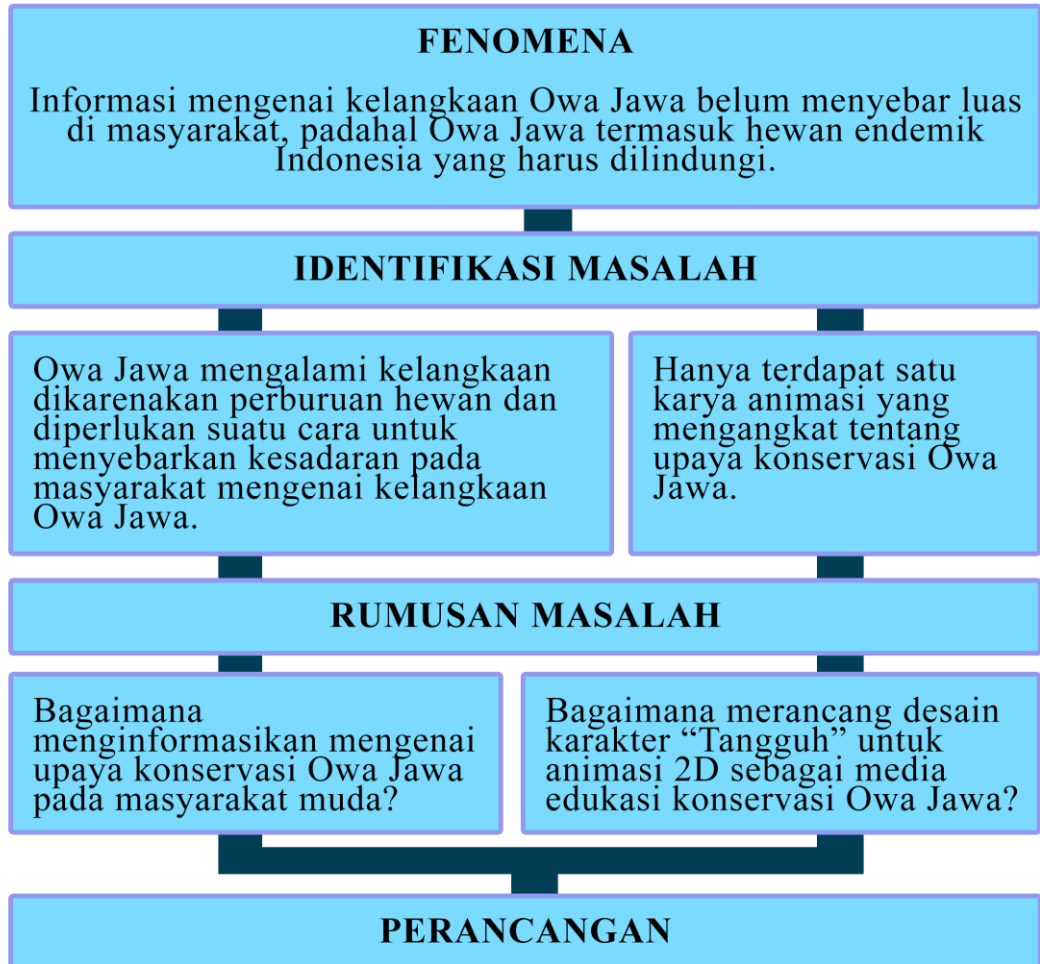 FENOMENA
Informasi mengenai kelangkaan Owa Jawa belum menyebar luas
di masyarakat, padahal Owa Jawa termasuk hewan endemik
Indonesia yang harus dilindungi.
IDENTIFIKASI MASALAH
Owa Jawa mengalami kelangkaan
dikarenakan perburuan hewan dan
diperlukan suatu cara untuk
menyebarkan kesadaran pada
masyarakat mengenai kelangkaan
Owa Jawa.
Hanya terdapat satu
karya animasi yang
mengangkat tentang
upaya konservasi Owa
Jawa.
RUMUSAN MASALAH
Bagaimana
menginformasikan mengenai
upaya konservasi Owa Jawa
pada masyarakat muda?
Bagaimana merancang desain
karakter “Tangguh” untuk
animasi 2D sebagai media
edukasi konservasi Owa Jawa?
PERANCANGAN